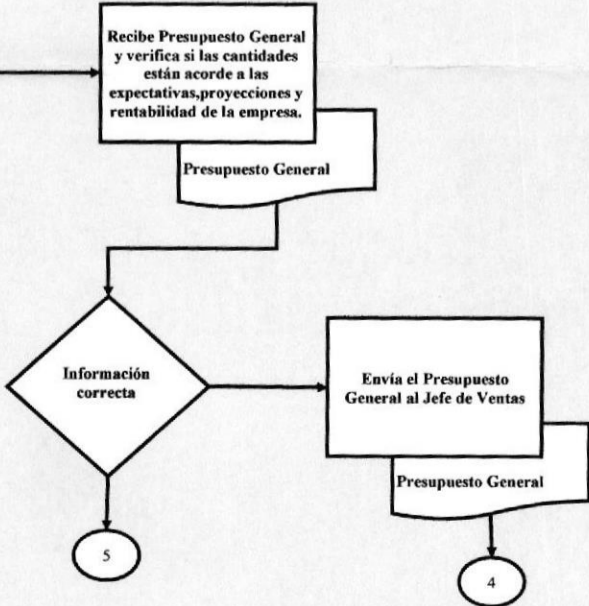 Recibe Presupuesto General
y verifica si las cantidades
están acorde a las
expectativas,proyecciones y
rentabilidad de la empresa.
Presupuesto General
Información
correcta
Envía el Presupuesto
General al Jefe de Ventas
Presupuesto General
5
4